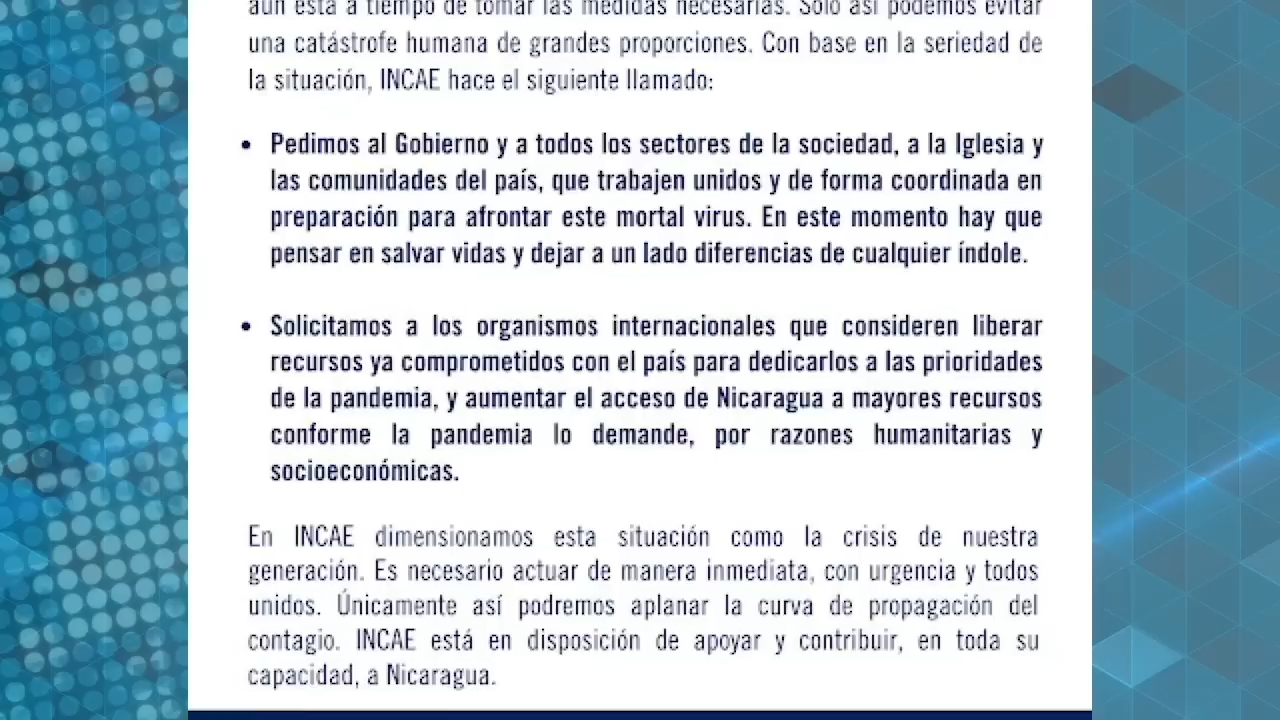 aún está a tiempo de tomar las medidas necesarias. Solo así podemos evitar
una catástrofe humana de grandes proporciones. Con base en la seriedad de
la situación, INCAE hace el siguiente llamado:
• Pedimos al Gobierno y a todos los sectores de la sociedad, a la Iglesia y
las comunidades del país, que trabajen unidos y de forma coordinada en
preparación para afrontar este mortal virus. En este momento hay que
pensar en salvar vidas y dejar a un lado diferencias de cualquier índole.
• Solicitamos a los organismos internacionales que consideren liberar
recursos ya comprometidos con el país para dedicarlos a las prioridades
de la pandemia, y aumentar el acceso de Nicaragua a mayores recursos
conforme la pandemia lo demande, por razones humanitarias y
socioeconómicas.
En INCAE dimensionamos esta situación como la crisis de nuestra
generación. Es necesario actuar de manera inmediata, con urgencia y todos
unidos. Únicamente así podremos aplanar la curva de propagación del
contagio. INCAE está en disposición de apoyar y contribuir, en toda su
capacidad, a Nicaragua.